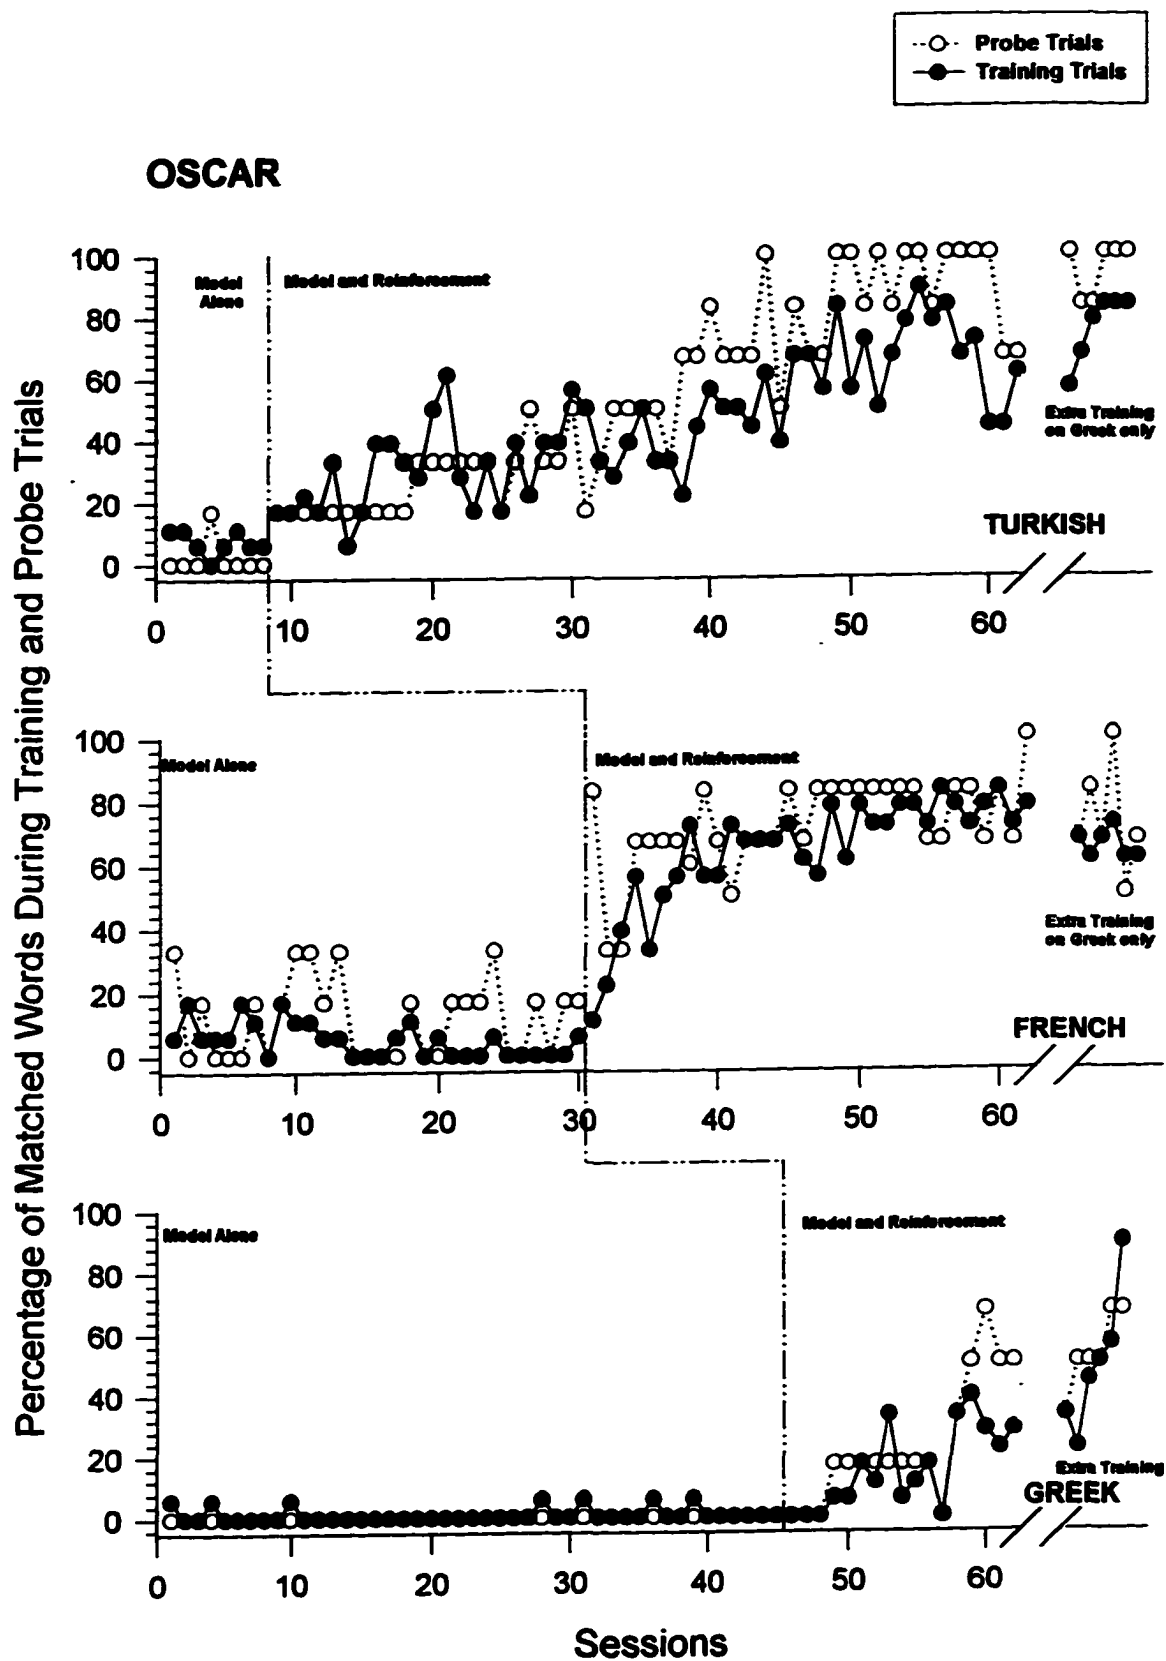 Probe Trials
Training Trials
OSCAR
Percentage of Matched Words During Training and Probe Trials
100
80
60
40
20
0
Model
Alone
Model and Reinforcement
Extra Training
on Greek only
TURKISH
0
10
20
30
40
50
60
100
80
60
40
20
0
Model Alone
Model and Reinforcement
Extra Training
on Greek only
FRENCH
0
10
20
30
40
50
60
100
80
60
40
20
0
Model Alone
Model and Reinforcement
Extra Training
GREEK
0
10
20
30
40
50
60
Sessions